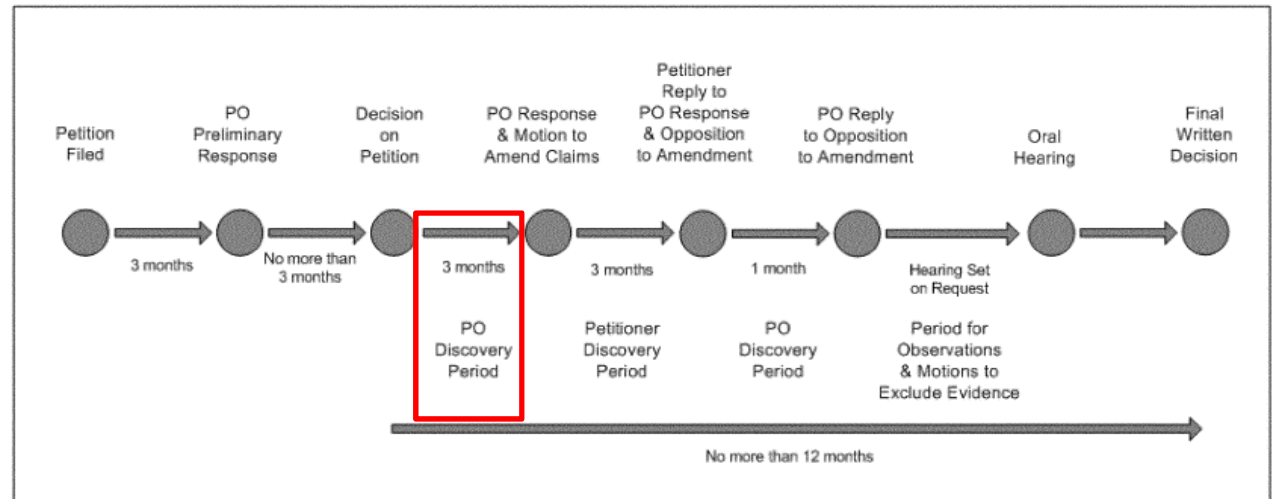 Petition
Filed
PO
Preliminary
Response
Decision
on
Petition
PO Response
& Motion to
Amend Claims
Petitioner
Reply to
PO Response
& Opposition
to Amendment
PO Reply
to Opposition
to Amendment
Oral
Hearing
Final
Written
Decision
3 months
No more than
3 months
3 months
3 months
1 month
Hearing Set
on Request
PO
Discovery
Period
Petitioner
Discovery
Period
PO
Discovery
Period
Period for
Observations
& Motions to
Exclude Evidence
No more than 12 months